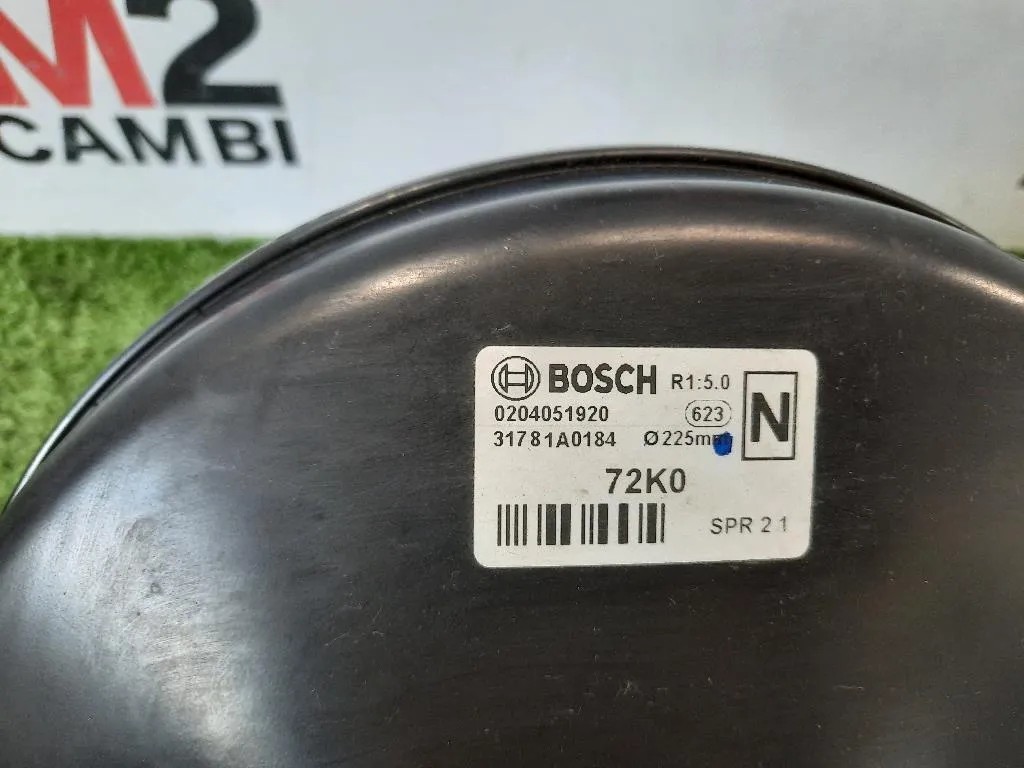 M2
CAMBI
BOSCH R1:5.0
0204051920 623 N
31781A0184 Ø225mm
72K0
SPR 2 1